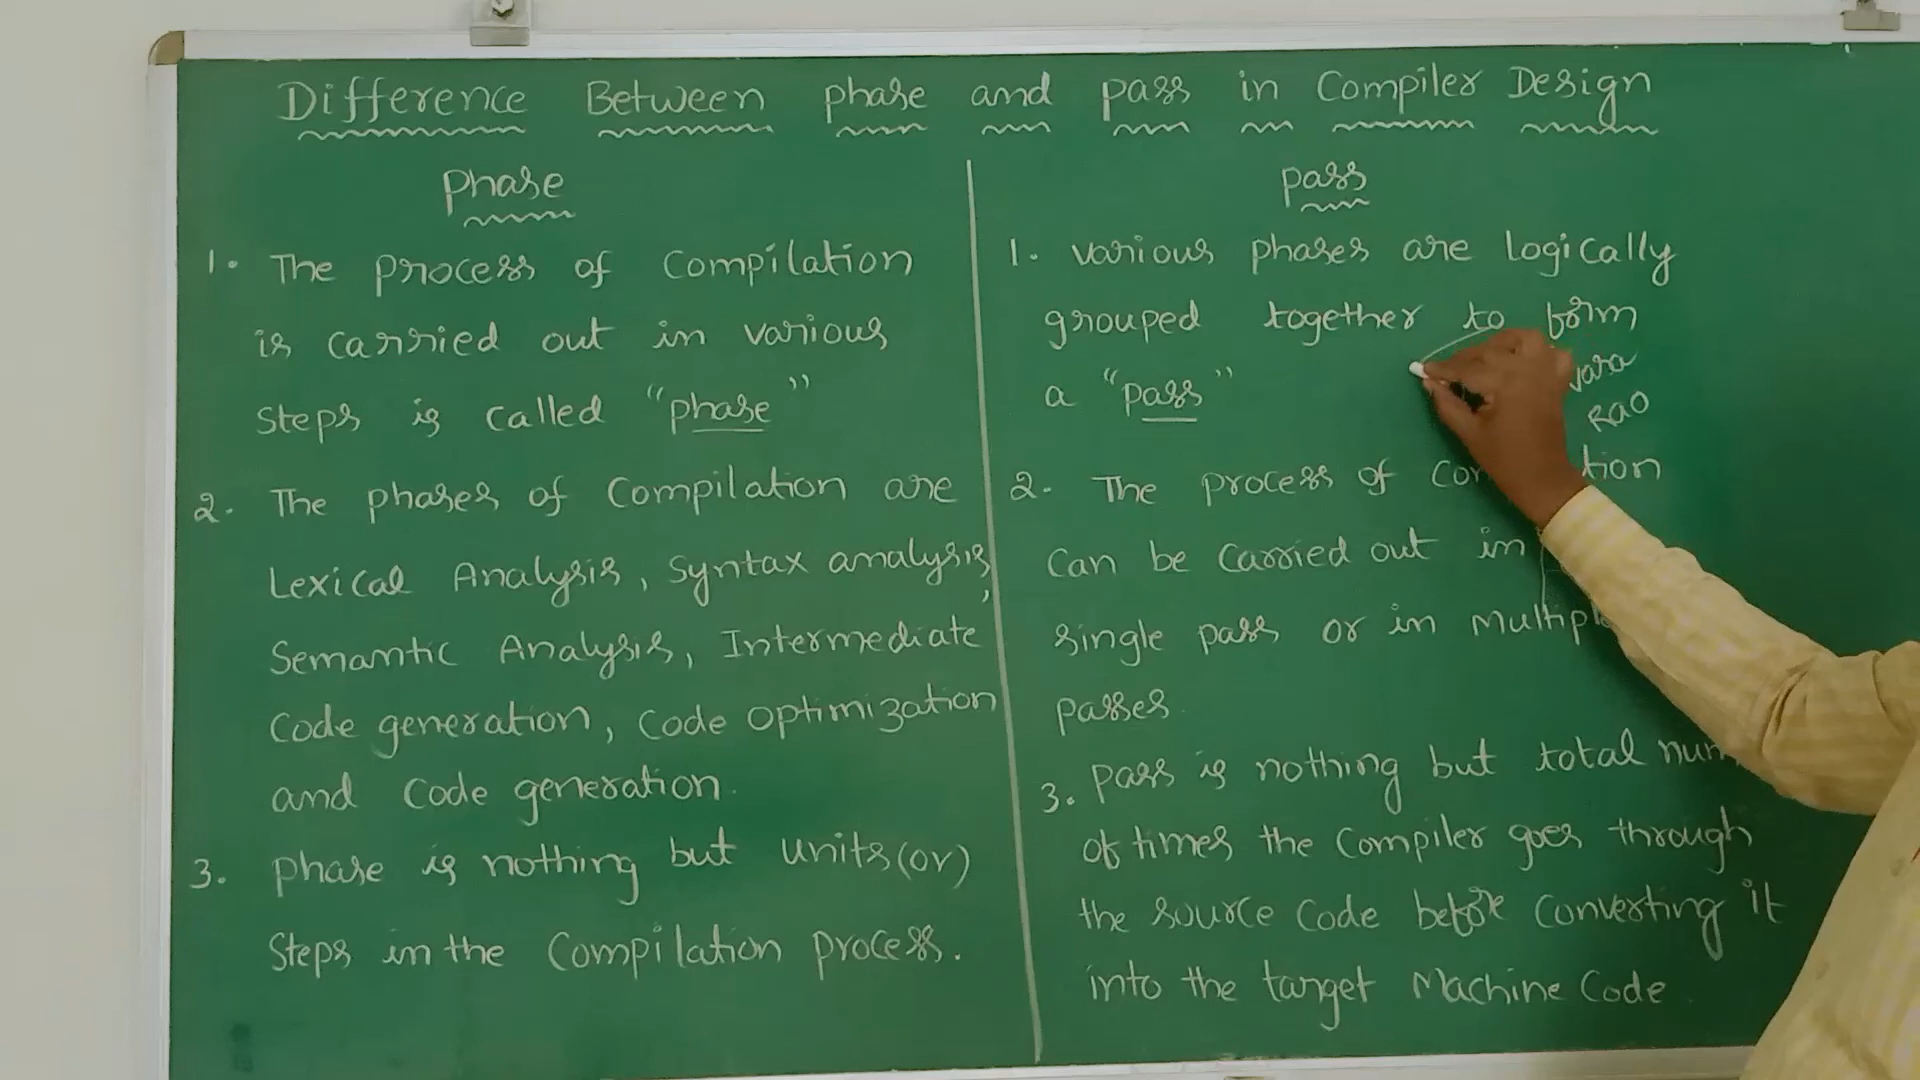 Difference Between phase and pass in Compiler Design
Phase
1. The process of Compilation
is carried out in various
steps is called "phase"
2. The phases of Compilation are
Lexical Analysis, Syntax analysis,
Semantic Analysis, Intermediate
Code generation, Code Optimization
and Code generation.
3. phase is nothing but units (or)
Steps in the Compilation process.
pass
1. various phases are logically
grouped together to form
a "pass"
vara
Rao
2. The process of
Can be Carried out in
single pass or in
passes.
3. pass is nothing but total
of times the Compiler goes through
the source Code before Converting it
into the target Machine Code.